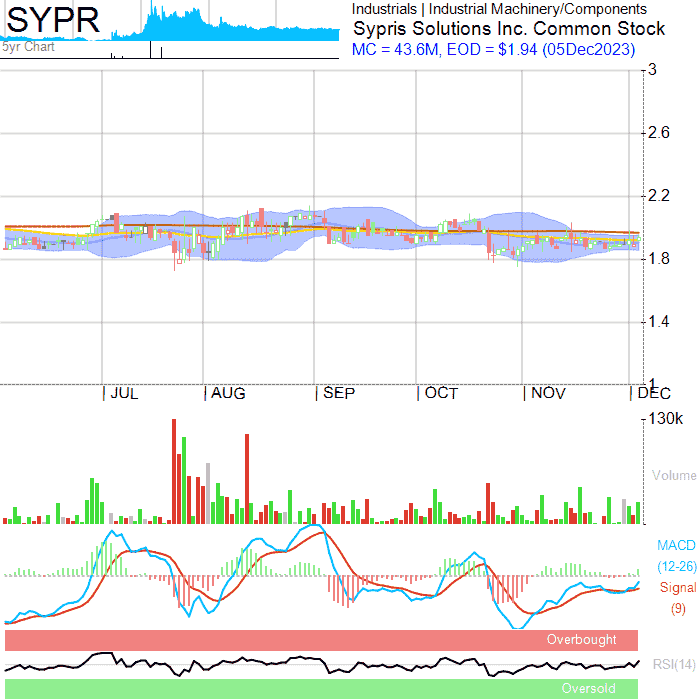 SYPR
5yr Chart
Industrials | Industrial Machinery/Components
Sypris Solutions Inc. Common Stock
MC = 43.6M, EOD = $1.94 (05Dec2023)
3
2.6
2.2
1.8
1.4
1
JUL
AUG
SEP
OCT
NOV
DEC
130k
Volume
MACD
(12-26)
Signal
(9)
Overbought
RSI(14)
Oversold